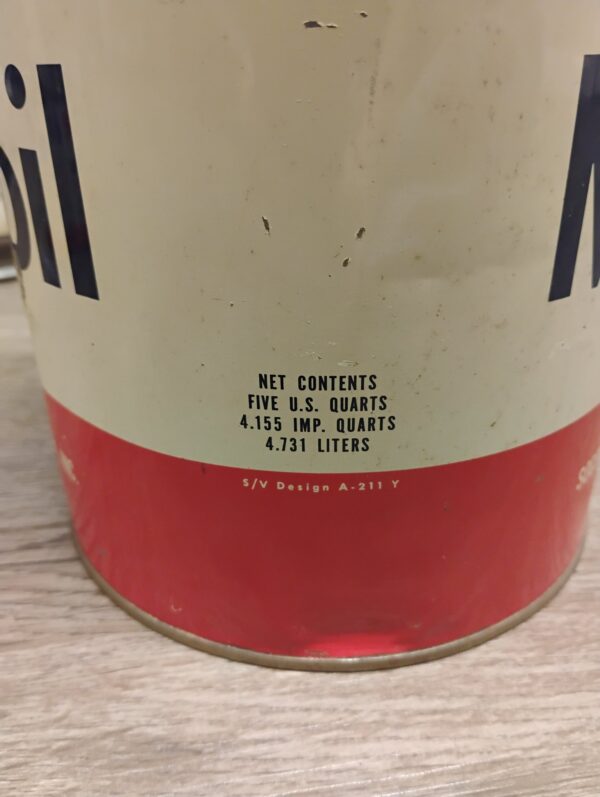 oil
M
NET CONTENTS
FIVE U.S. QUARTS
4.155 IMP. QUARTS
4.731 LITERS
S/V Design A-211 Y